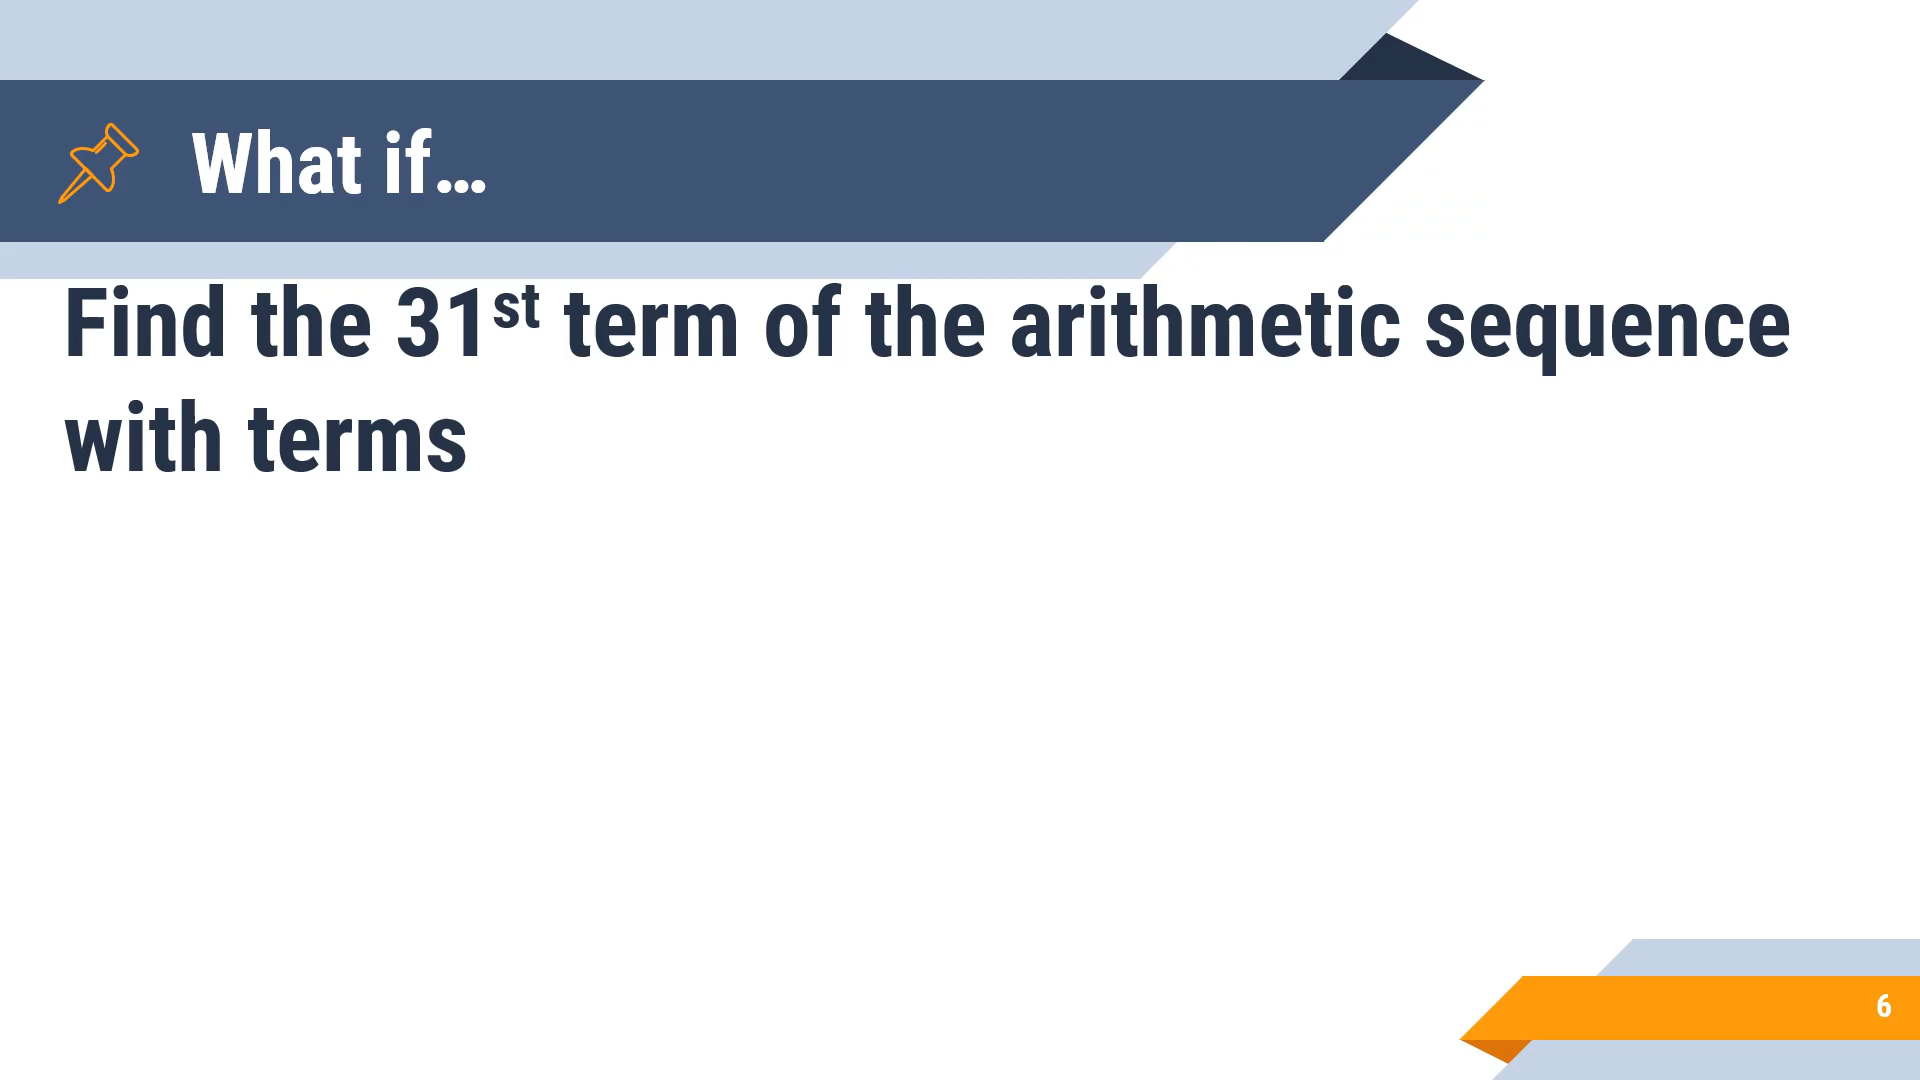 What if…
Find the 31st term of the arithmetic sequence
with terms
6